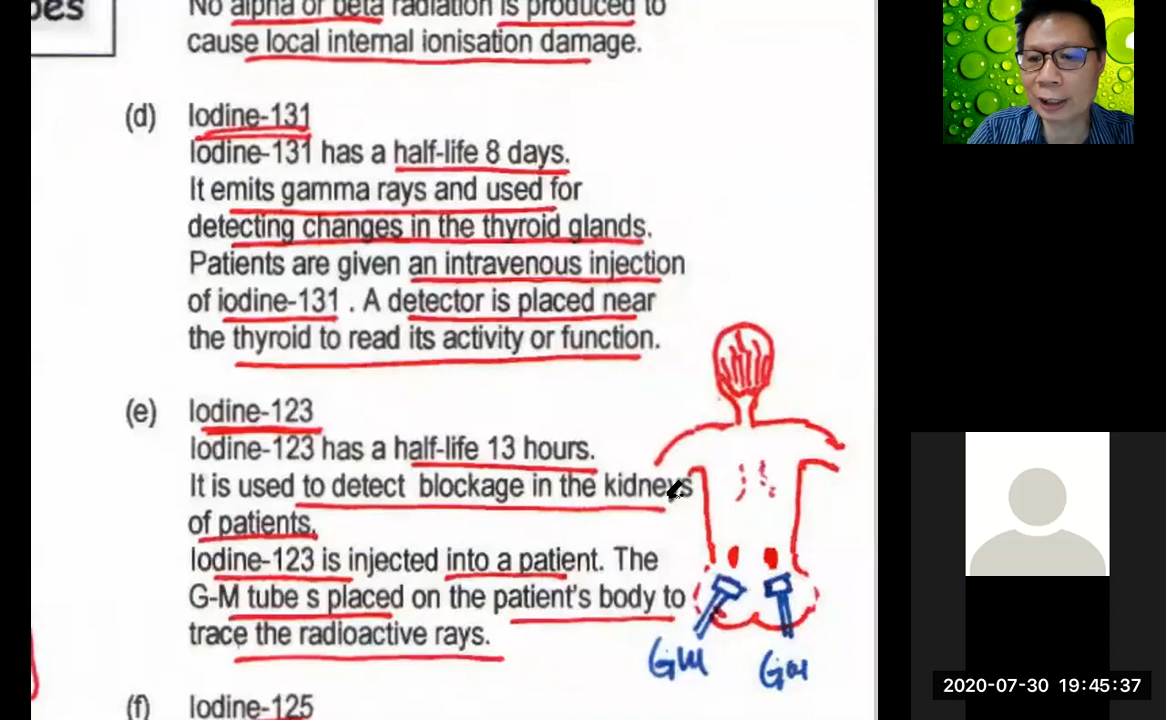 No alpha or beta radiation is produced to
cause local internal ionisation damage.
(d) Iodine-131
Iodine-131 has a half-life 8 days.
It emits gamma rays and used for
detecting changes in the thyroid glands.
Patients are given an intravenous injection
of iodine-131 . A detector is placed near
the thyroid to read its activity or function.
(e) Iodine-123
Iodine-123 has a half-life 13 hours.
It is used to detect blockage in the kidneys
of patients.
Iodine-123 is injected into a patient. The
G-M tube s placed on the patient's body to
trace the radioactive rays.
GM GM
(f) Iodine-125
2020-07-30 19:45:37